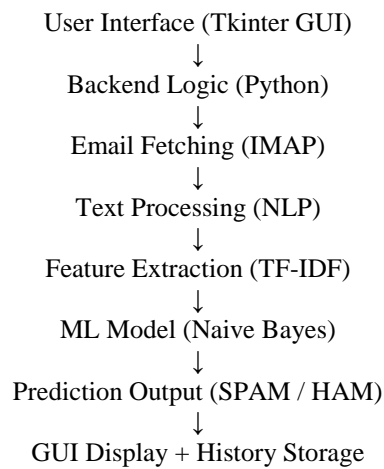 User Interface (Tkinter GUI)
↓
Backend Logic (Python)
↓
Email Fetching (IMAP)
↓
Text Processing (NLP)
↓
Feature Extraction (TF-IDF)
↓
ML Model (Naive Bayes)
↓
Prediction Output (SPAM / HAM)
↓
GUI Display + History Storage